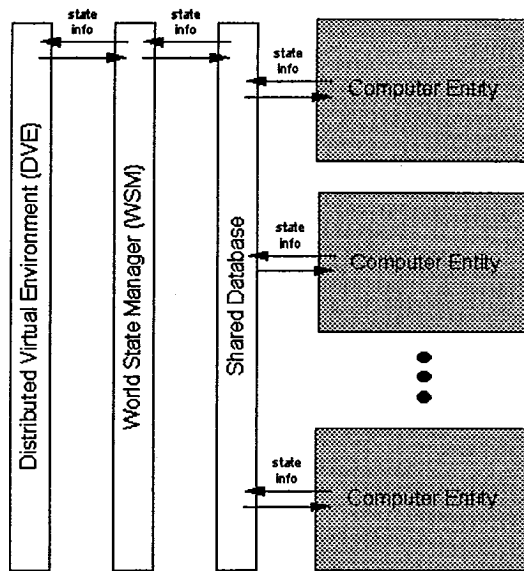 state
info
state
info
state
info
Computer Entity
state
info
Computer Entity
state
info
Computer Entity
Distributed Virtual Environment (DVE)
World State Manager (WSM)
Shared Database